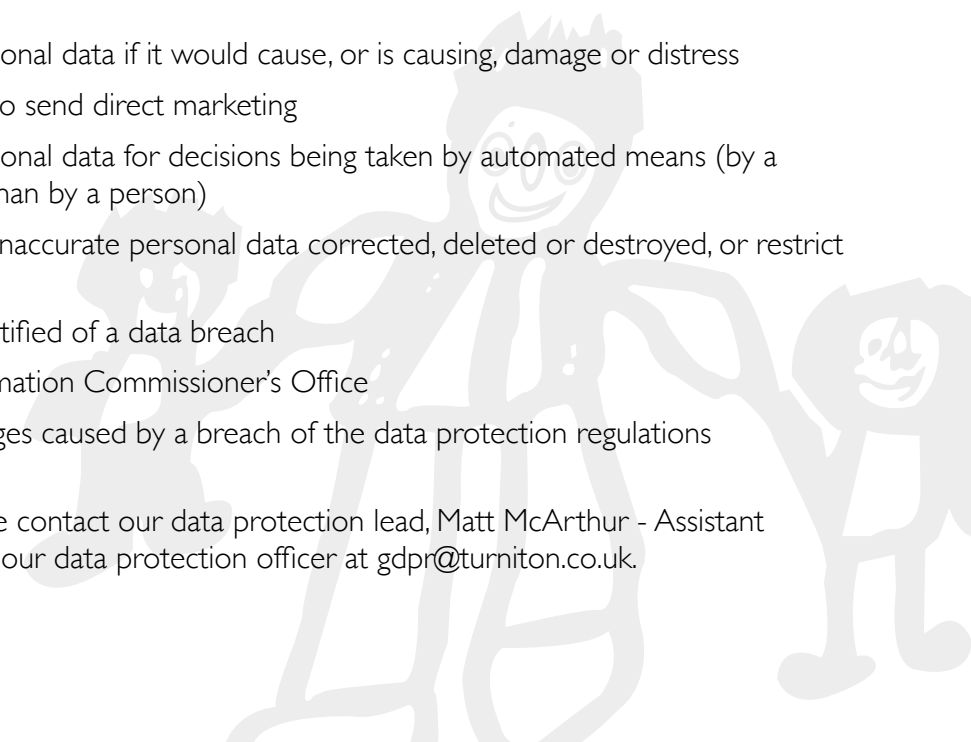 onal data if it would cause, or is causing, damage or distress
o send direct marketing
onal data for decisions being taken by automated means (by a
nan by a person)
naccurate personal data corrected, deleted or destroyed, or restrict
tified of a data breach
mation Commissioner’s Office
ges caused by a breach of the data protection regulations
e contact our data protection lead, Matt McArthur - Assistant
our data protection officer at gdpr@turniton.co.uk.